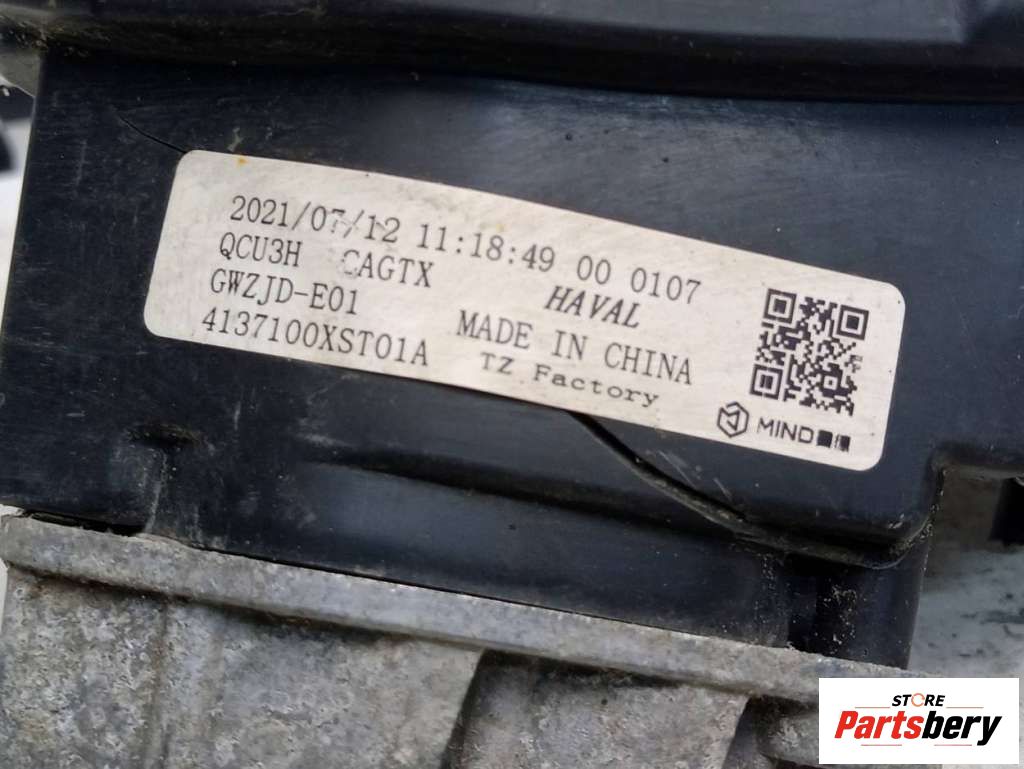 2021/07/12 11:18:49 00 0107
QCU3H CAGTX HAVAL
GWZJD-E01 MADE IN CHINA
4137100XST01A TZ Factory
MIND
STORE
Partsbery